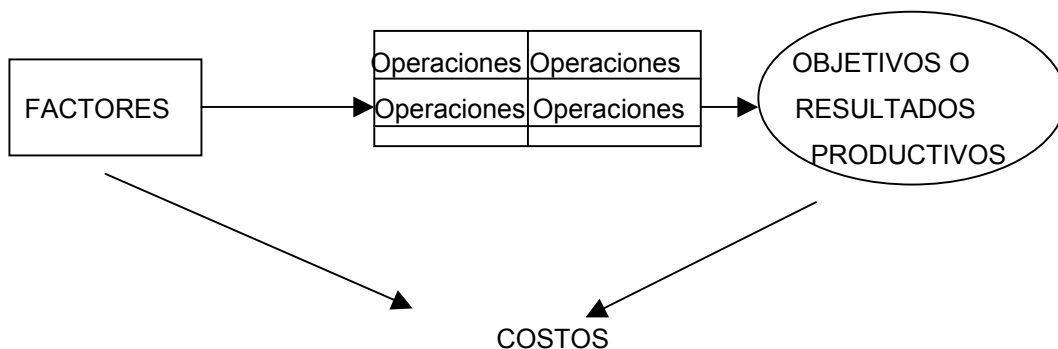 FACTORES
Operaciones Operaciones
Operaciones Operaciones
OBJETIVOS O
RESULTADOS
PRODUCTIVOS
COSTOS